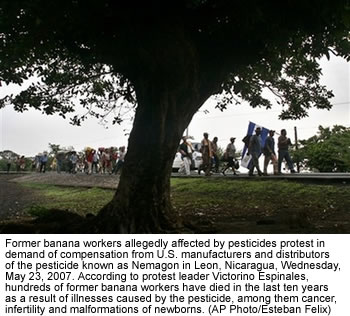 Former banana workers allegedly affected by pesticides protest in
demand of compensation from U.S. manufacturers and distributors
of the pesticide known as Nemagon in Leon, Nicaragua, Wednesday,
May 23, 2007. According to protest leader Victorino Espinales,
hundreds of former banana workers have died in the last ten years
as a result of illnesses caused by the pesticide, among them cancer,
infertility and malformations of newborns. (AP Photo/Esteban Felix)